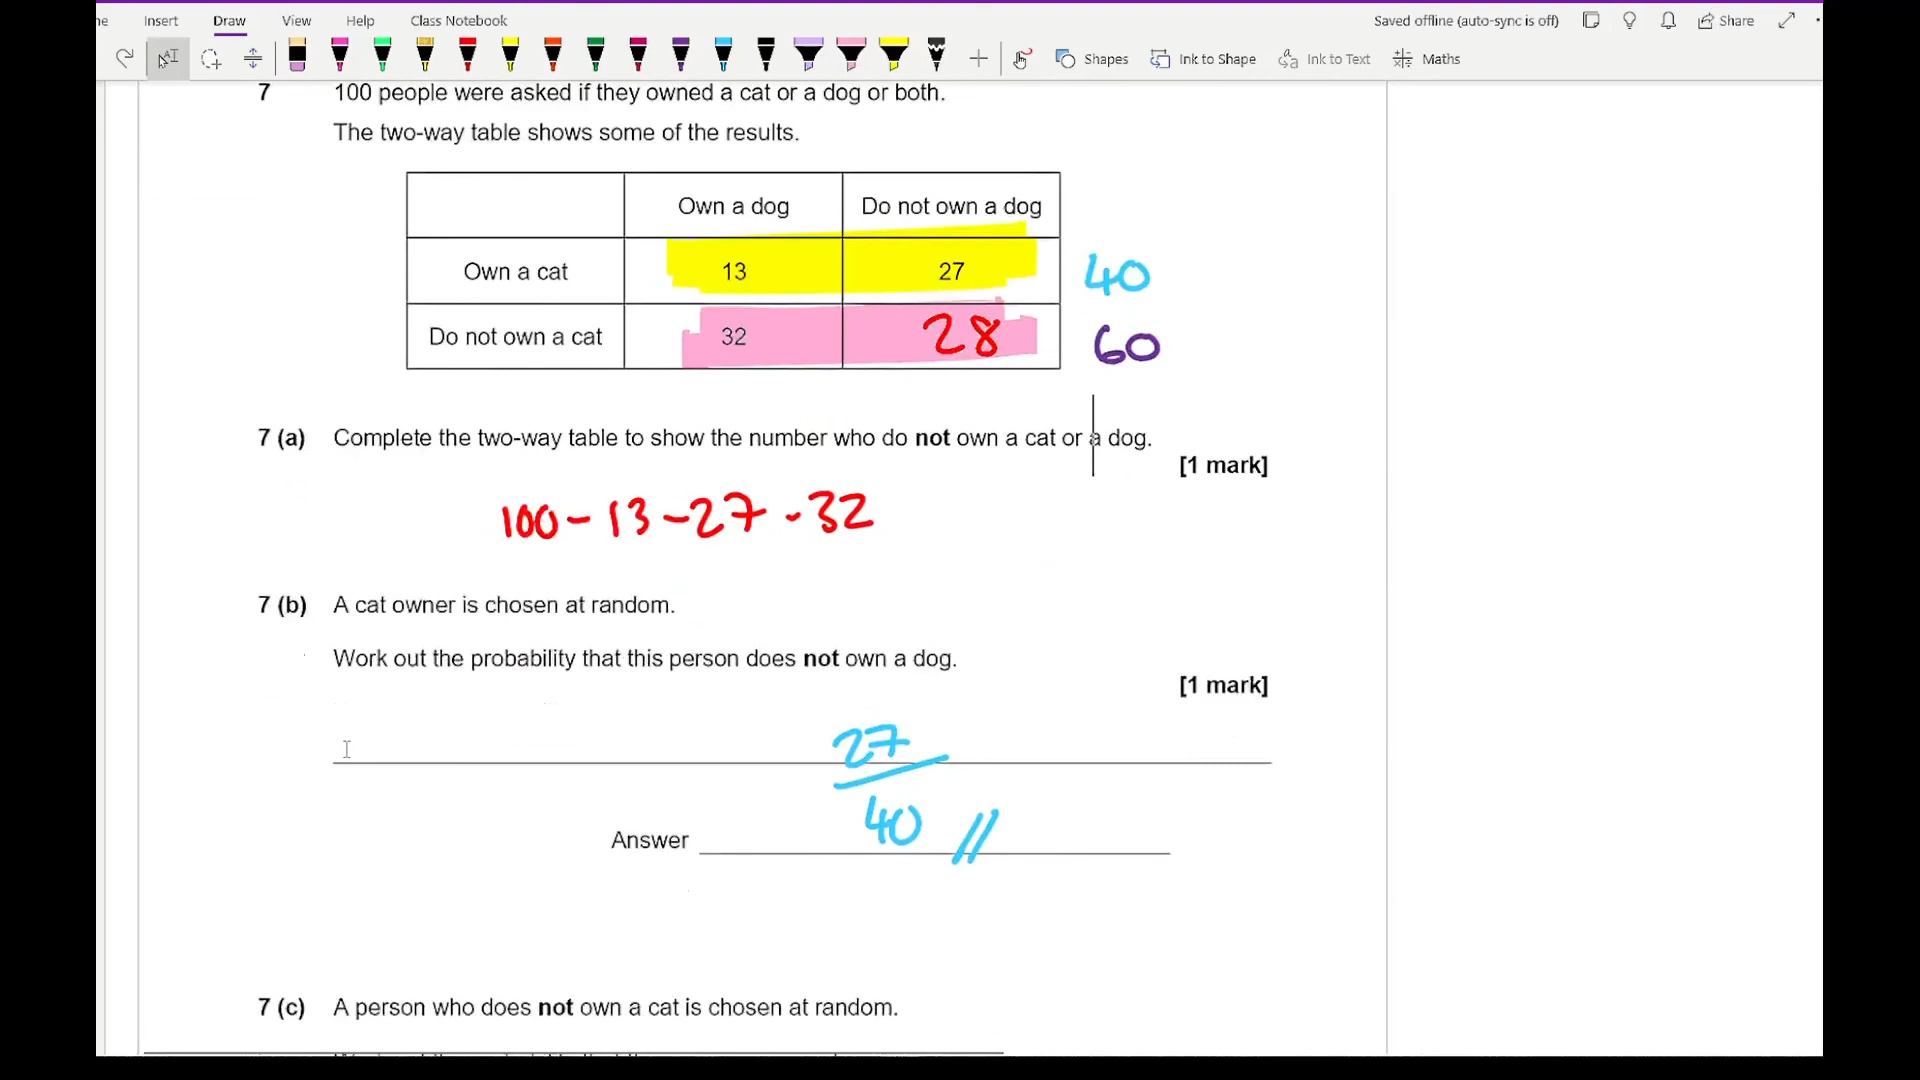 ne Insert Draw View Help Class Notebook Saved offline (auto-sync is off) Share
Shapes Ink to Shape Ink to Text Maths
7 100 people were asked if they owned a cat or a dog or both.
The two-way table shows some of the results.
Own a dog Do not own a dog
Own a cat 13 27 40
Do not own a cat 32 28 60
7 (a) Complete the two-way table to show the number who do not own a cat or a dog.
[1 mark]
100 - 13 - 27 - 32
7 (b) A cat owner is chosen at random.
Work out the probability that this person does not own a dog.
[1 mark]
27
40
Answer
7 (c) A person who does not own a cat is chosen at random.